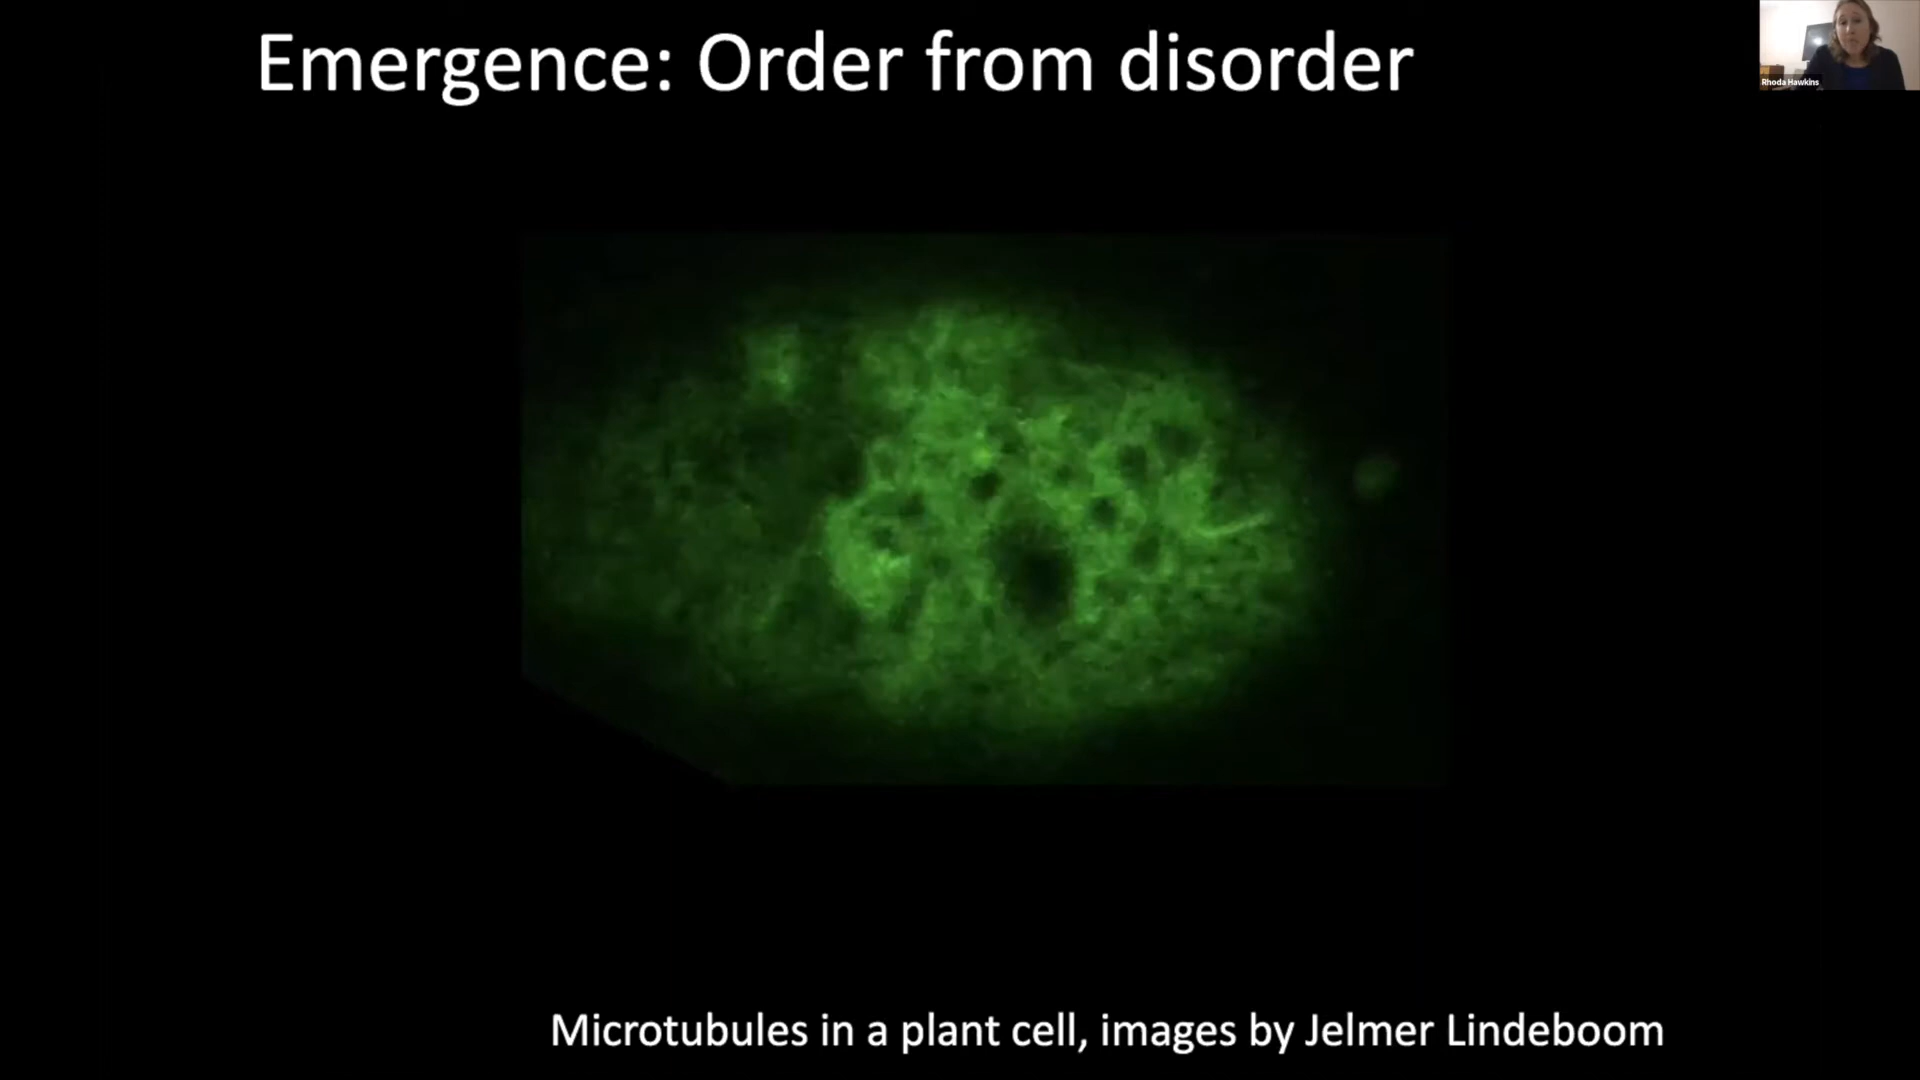 Emergence: Order from disorder
Rhoda Hawkins
Microtubules in a plant cell, images by Jelmer Lindeboom